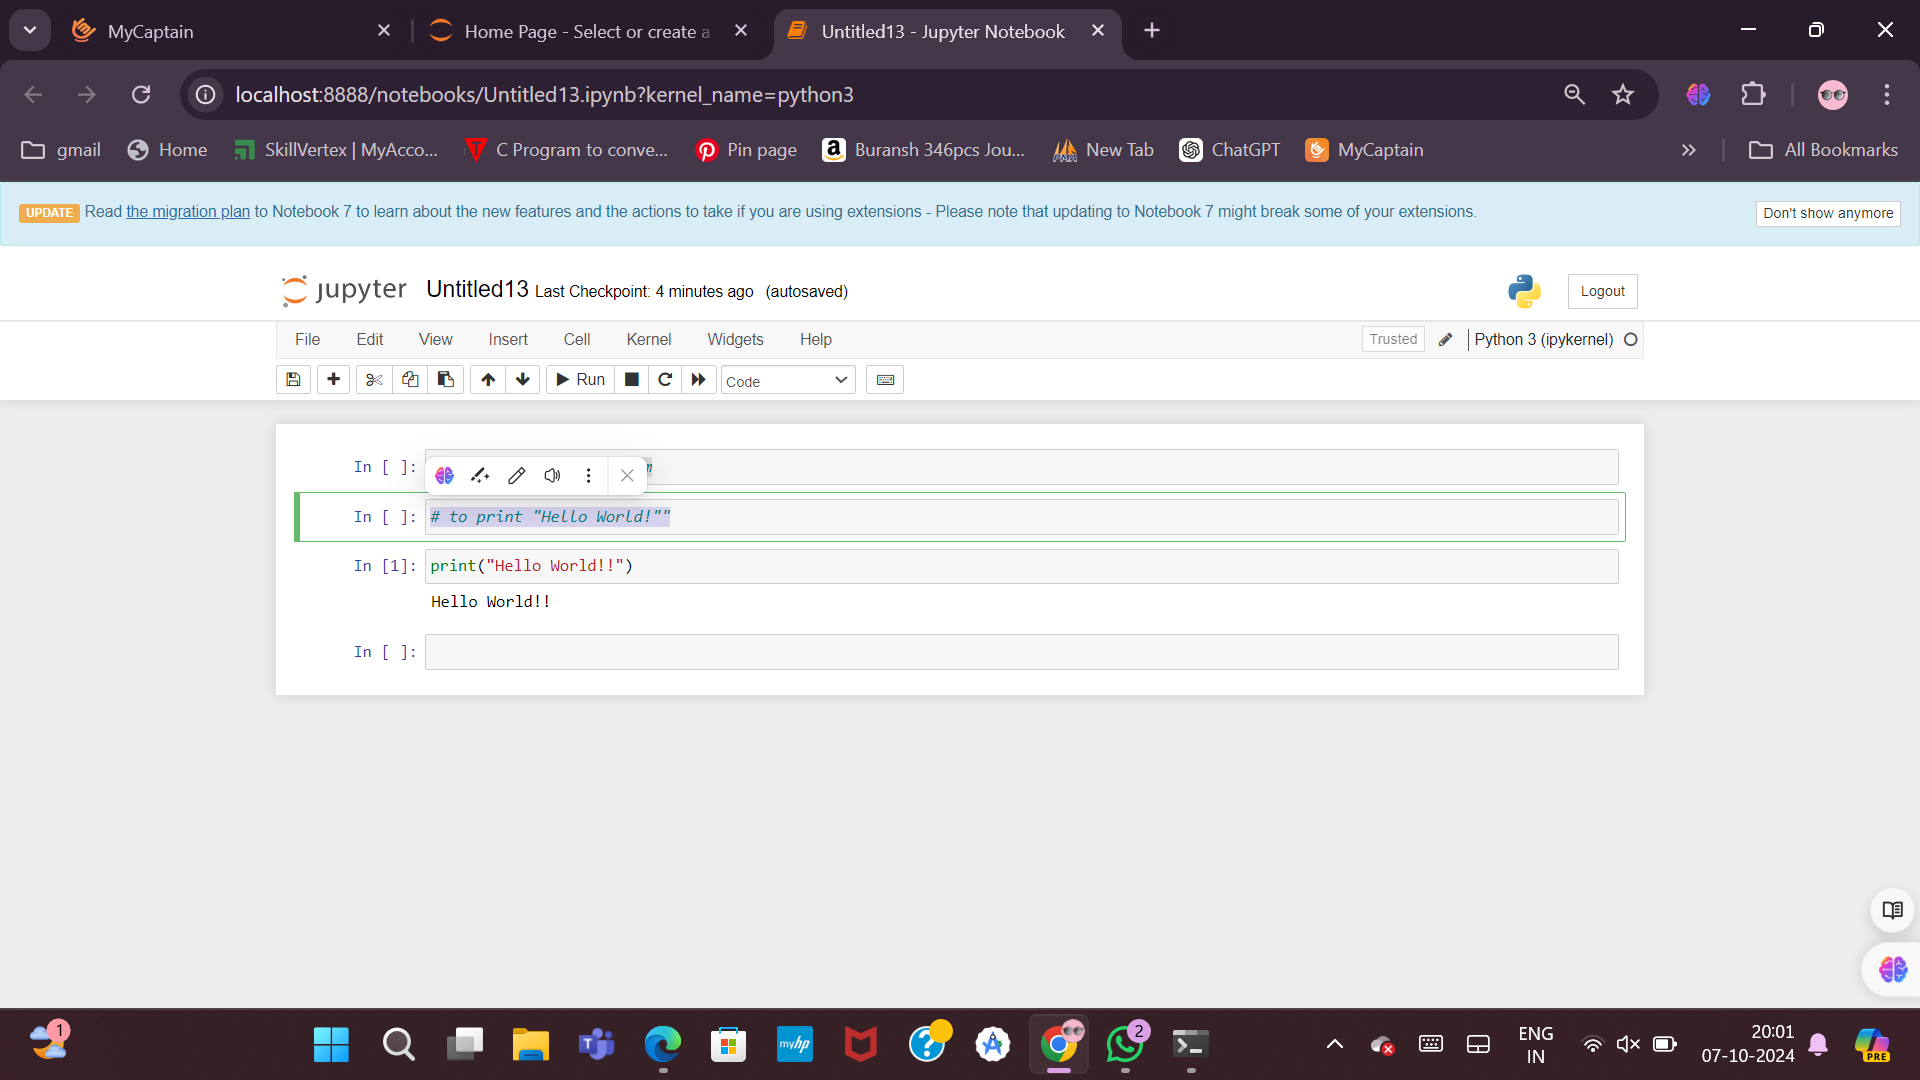 MyCaptain
Home Page - Select or create a
Untitled13 - Jupyter Notebook
localhost:8888/notebooks/Untitled13.ipynb?kernel_name=python3
gmail
Home
SkillVertex | MyAcco...
C Program to conve...
Pin page
Buransh 346pcs Jou...
New Tab
ChatGPT
MyCaptain
All Bookmarks
UPDATE Read the migration plan to Notebook 7 to learn about the new features and the actions to take if you are using extensions - Please note that updating to Notebook 7 might break some of your extensions.
Don't show anymore
jupyter Untitled13 Last Checkpoint: 4 minutes ago (autosaved)
Logout
File Edit View Insert Cell Kernel Widgets Help
Trusted
Python 3 (ipykernel)
Run
Code
In [ ]:
In [ ]: # to print "Hello World!""
In [1]: print("Hello World!!")
Hello World!!
In [ ]:
1
myhp
2
ENG
IN
20:01
07-10-2024
PRE